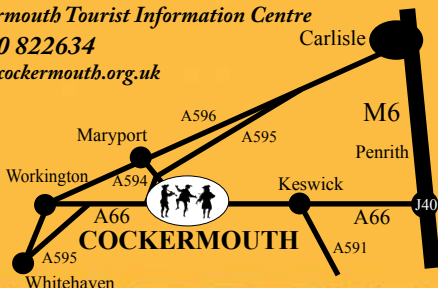 rmouth Tourist Information Centre
0 822634
cockermouth.org.uk
Carlisle
A596
M6
Maryport
A595
Penrith
Workington
A594
Keswick
J40
A66
A66
COCKERMOUTH
A591
A595
Whitehaven